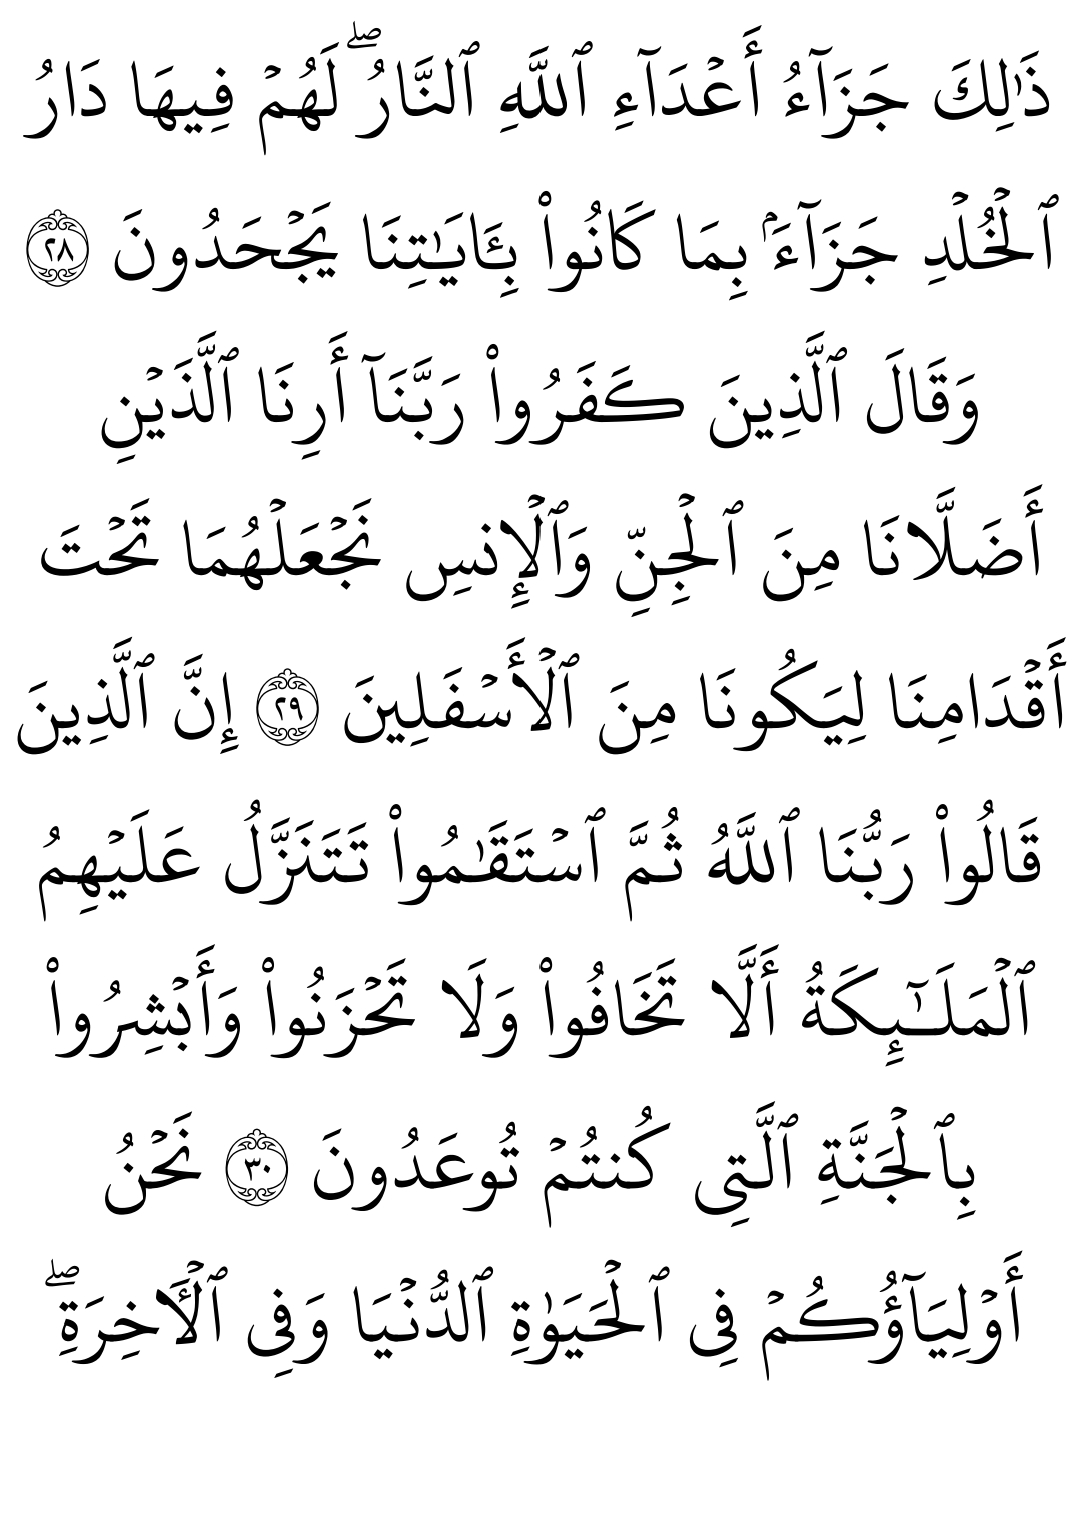 ذَٰلِكَ جَزَآءُ أَعْدَآءِ ٱللَّهِ ٱلنَّارُ ۖ لَهُمْ فِيهَا دَارُ
ٱلْخُلْدِ جَزَآءًۢ بِمَا كَانُوا۟ بِـَٔايَـٰتِنَا يَجْحَدُونَ ٢٨
وَقَالَ ٱلَّذِينَ كَفَرُوا۟ رَبَّنَآ أَرِنَا ٱلَّذَيْنِ
أَضَلَّانَا مِنَ ٱلْجِنِّ وَٱلْإِنسِ نَجْعَلْهُمَا تَحْتَ
أَقْدَامِنَا لِيَكُونَا مِنَ ٱلْأَسْفَلِينَ ٢٩ إِنَّ ٱلَّذِينَ
قَالُوا۟ رَبُّنَا ٱللَّهُ ثُمَّ ٱسْتَقَـٰمُوا۟ تَتَنَزَّلُ عَلَيْهِمُ
ٱلْمَلَـٰٓئِكَةُ أَلَّا تَخَافُوا۟ وَلَا تَحْزَنُوا۟ وَأَبْشِرُوا۟
بِٱلْجَنَّةِ ٱلَّتِى كُنتُمْ تُوعَدُونَ ٣٠ نَحْنُ
أَوْلِيَآؤُكُمْ فِى ٱلْحَيَوٰةِ ٱلدُّنْيَا وَفِى ٱلْـَٔاخِرَةِ ۖ